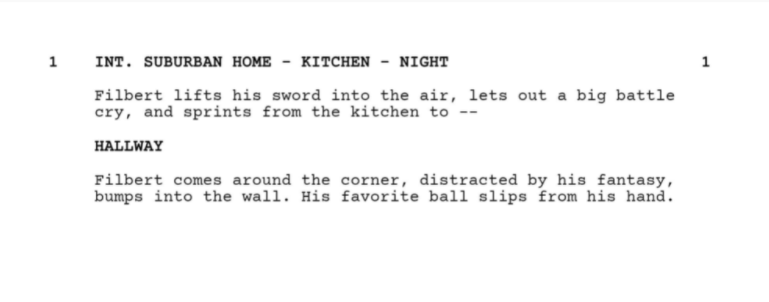 1 INT. SUBURBAN HOME - KITCHEN - NIGHT 1
Filbert lifts his sword into the air, lets out a big battle
cry, and sprints from the kitchen to --
HALLWAY
Filbert comes around the corner, distracted by his fantasy,
bumps into the wall. His favorite ball slips from his hand.